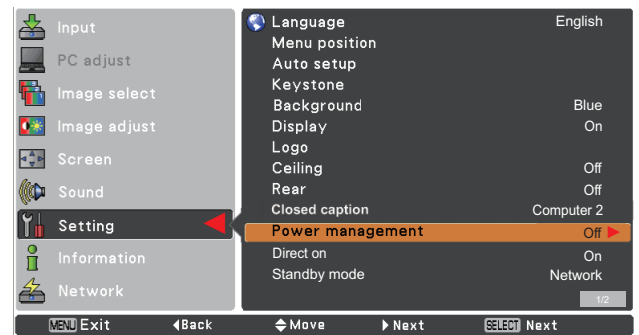 Input
PC adjust
Image select
Image adjust
Screen
Sound
Setting
Information
Network
Language English
Menu position
Auto setup
Keystone
Background Blue
Display On
Logo
Ceiling Off
Rear Off
Closed caption Computer 2
Power management Off
Direct on On
Standby mode Network
1/2
MENU Exit Back Move Next SELECT Next